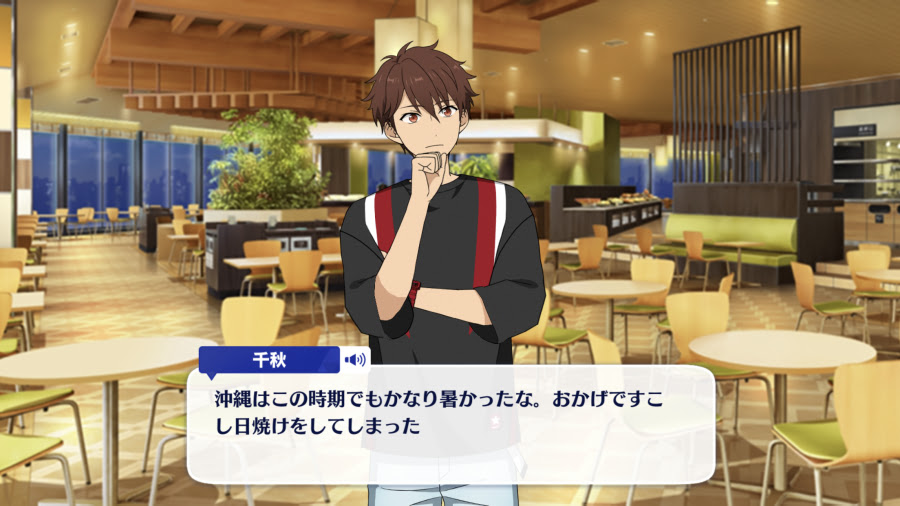 千秋
沖縄はこの時期でもかなり暑かったな。おかげですこ
し日焼けをしてしまった